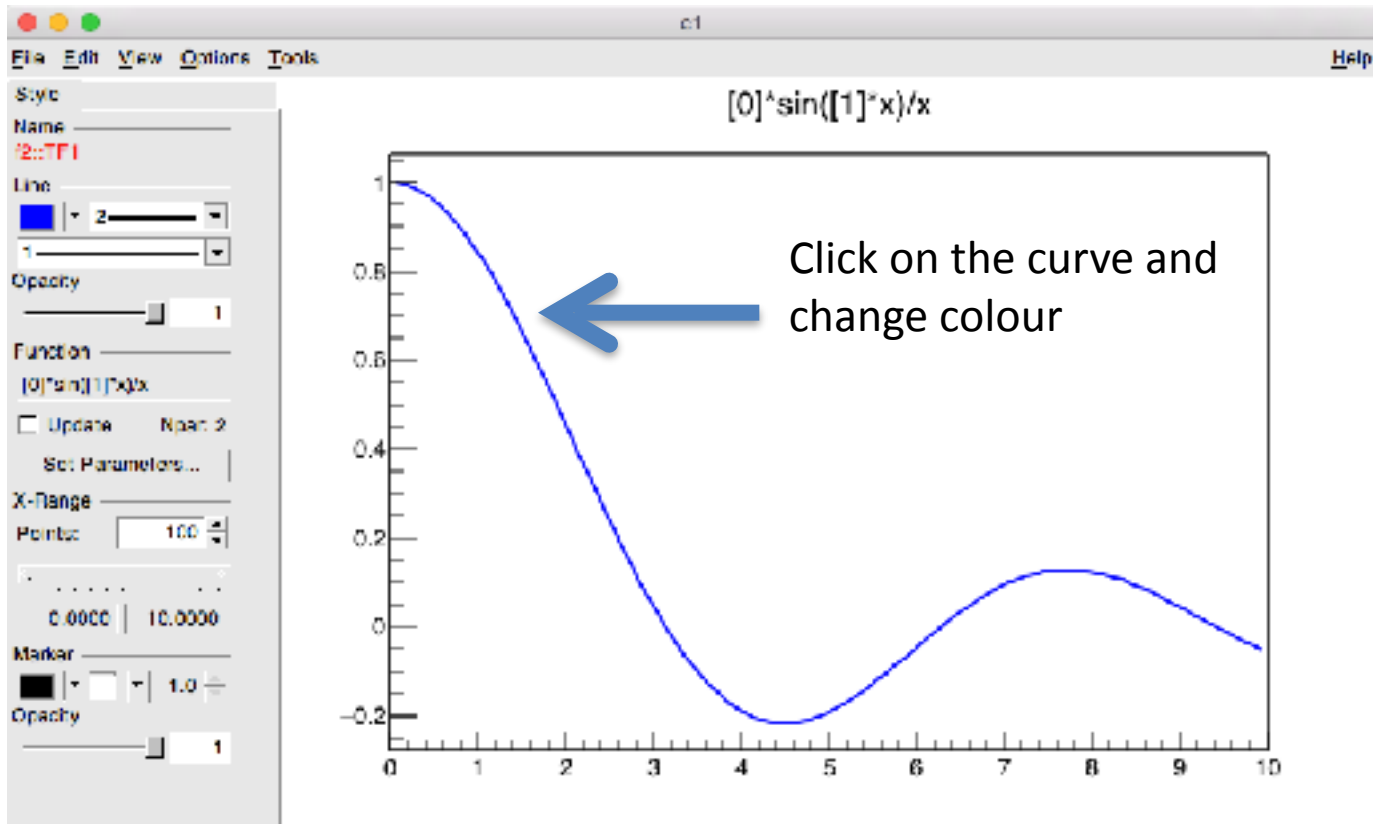 c1
File Edit View Options Tools Help
Style
Name
f2::TF1
Line
2
1
Opacity
1
Function
[0]*sin([1]*x)/x
Update Npar: 2
Set Parameters...
X-Range
Points: 100
0.0000 10.0000
Marker
1.0
Opacity
1
[0]*sin([1]*x)/x
Click on the curve and
change colour
1
0.8
0.6
0.4
0.2
0
−0.2
0 1 2 3 4 5 6 7 8 9 10